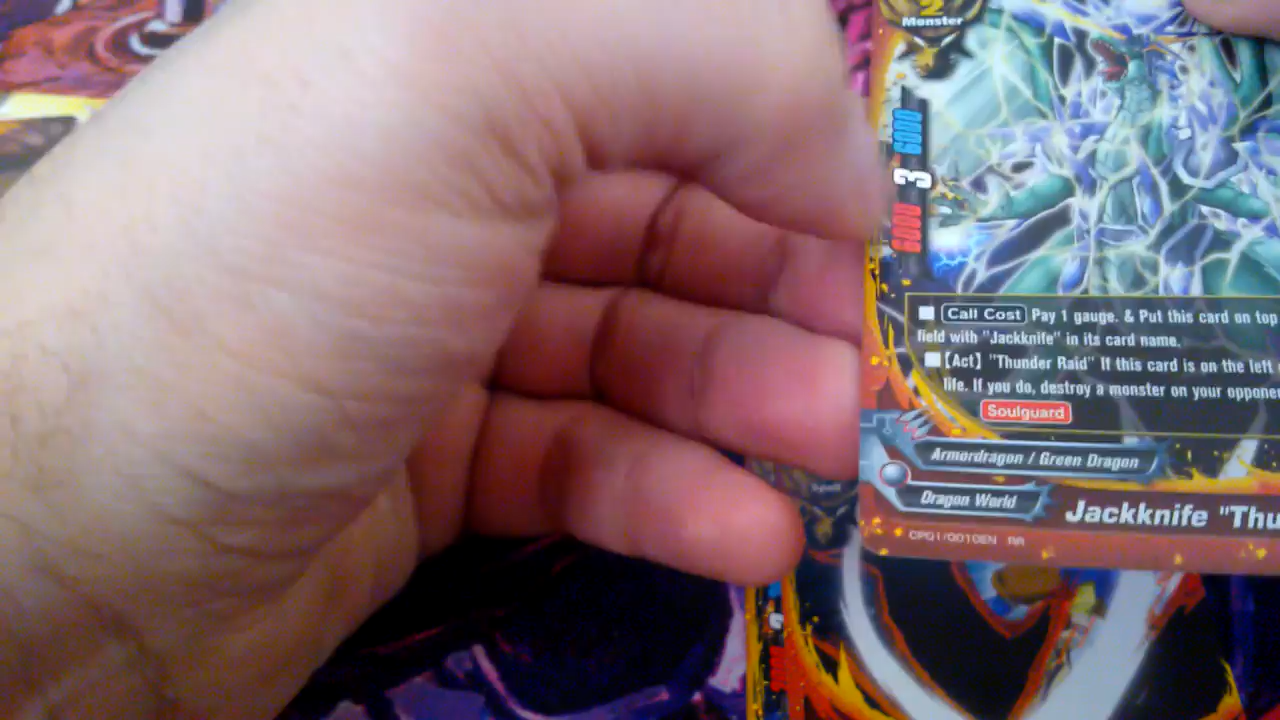 2
Monster
6000
3
6000
Call Cost Pay 1 gauge. & Put this card on top
field with "Jackknife" in its card name.
【Act】 "Thunder Raid" If this card is on the left
life. If you do, destroy a monster on your
Soulguard
Armordragon / Green Dragon
Dragon World
Jackknife "Thu
CP01/0010EN RR